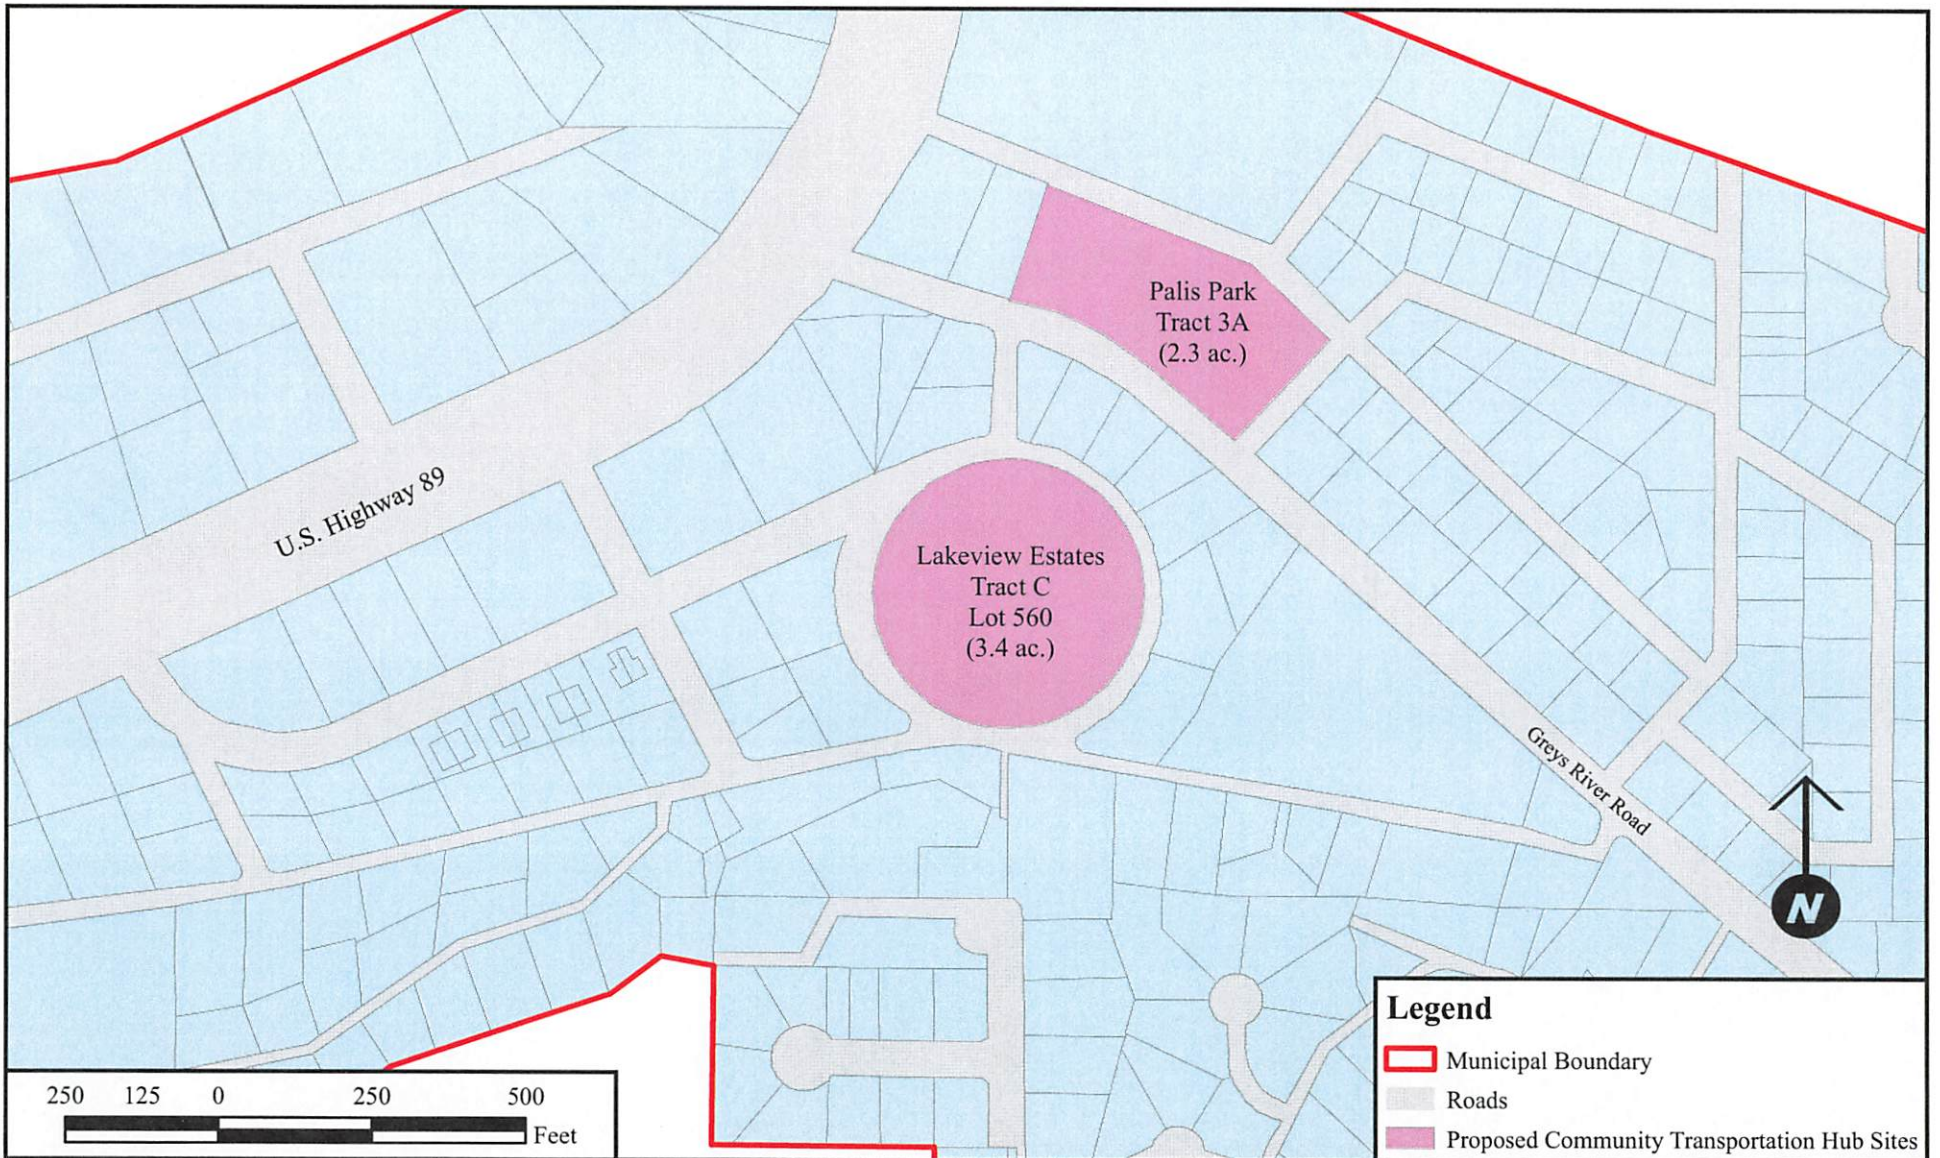 Palis Park
Tract 3A
(2.3 ac.)
U.S. Highway 89
Lakeview Estates
Tract C
Lot 560
(3.4 ac.)
Greys River Road
N
Legend
Municipal Boundary
Roads
Proposed Community Transportation Hub Sites
250 125 0 250 500
Feet